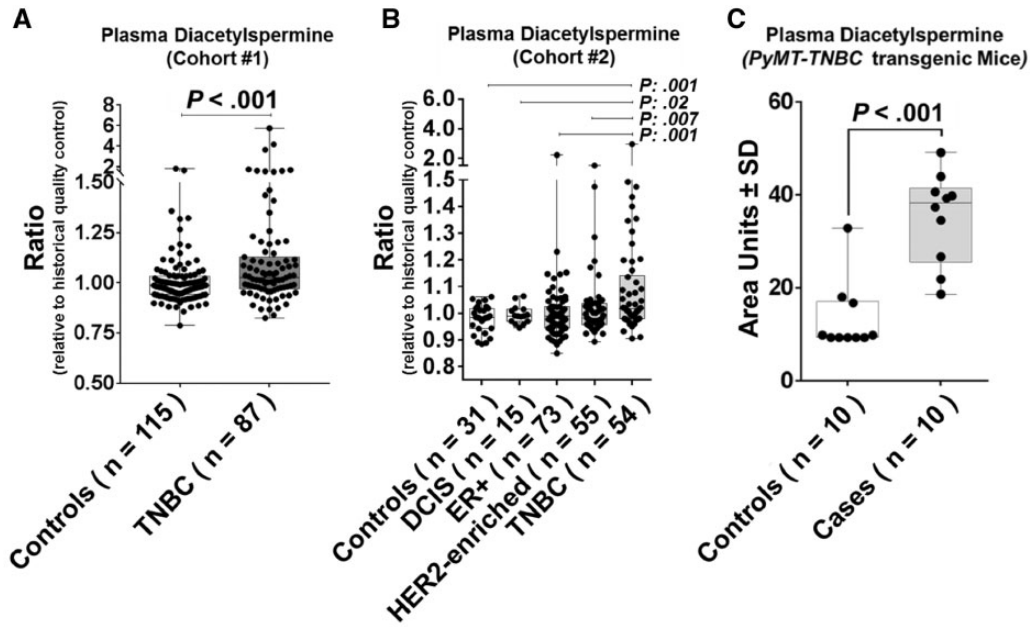 A
Plasma Diacetylspermine
(Cohort #1)
P < .001
Ratio
(relative to historical quality control)
8
6
4
2
1.50
1.25
1.00
0.75
0.50
Controls ( n = 115 )
TNBC ( n = 87 )
B
Plasma Diacetylspermine
(Cohort #2)
P: .001
P: .02
P: .007
P: .001
Ratio
(relative to historical quality control)
6.0
4.0
2.0
1.5
1.4
1.3
1.2
1.1
1.0
0.9
0.8
Controls ( n = 31 )
DCIS ( n = 15 )
ER+ ( n = 73 )
HER2-enriched ( n = 55 )
TNBC ( n = 54 )
C
Plasma Diacetylspermine
(PyMT-TNBC transgenic Mice)
P < .001
Area Units ± SD
60
40
20
0
Controls ( n = 10 )
Cases ( n = 10 )